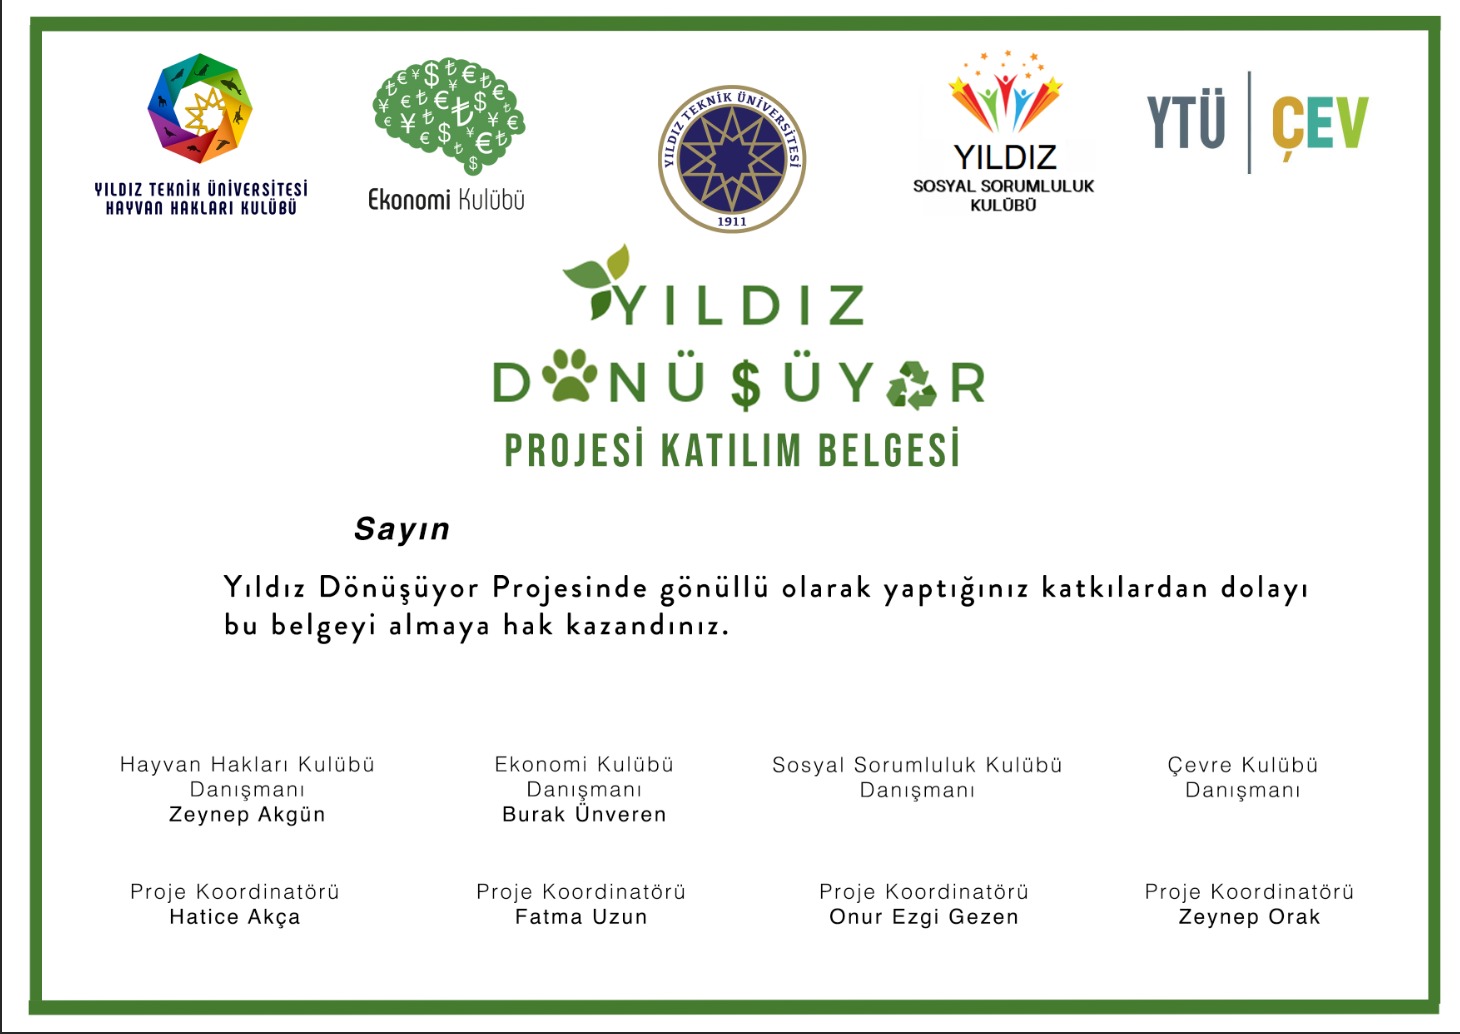 YILDIZ TEKNİK ÜNİVERSİTESİ
HAYVAN HAKLARI KULÜBÜ
€ ¥ $ ₺ € ₺ €
¥ € ₺ € ₺ $ €
€ ¥ ₺ ¥ € ₺
€ $ ₺ € ₺
$
Ekonomi Kulübü
YILDIZ TEKNİK ÜNİVERSİTESİ
1911
YILDIZ
SOSYAL SORUMLULUK
KULÜBÜ
YTÜ | ÇEV
YILDIZ
DÖNÜ$ÜYOR
PROJESİ KATILIM BELGESİ
Sayın
Yıldız Dönüşüyor Projesinde gönüllü olarak yaptığınız katkılardan dolayı
bu belgeyi almaya hak kazandınız.
Hayvan Hakları Kulübü
Danışmanı
Zeynep Akgün
Ekonomi Kulübü
Danışmanı
Burak Ünveren
Sosyal Sorumluluk Kulübü
Danışmanı
Çevre Kulübü
Danışmanı
Proje Koordinatörü
Hatice Akça
Proje Koordinatörü
Fatma Uzun
Proje Koordinatörü
Onur Ezgi Gezen
Proje Koordinatörü
Zeynep Orak